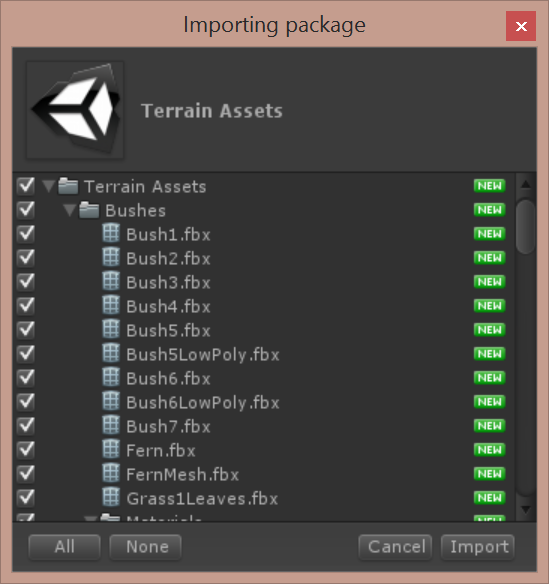 Importing package
Terrain Assets
Terrain Assets NEW
Bushes NEW
Bush1.fbx NEW
Bush2.fbx NEW
Bush3.fbx NEW
Bush4.fbx NEW
Bush5.fbx NEW
Bush5LowPoly.fbx NEW
Bush6.fbx NEW
Bush6LowPoly.fbx NEW
Bush7.fbx NEW
Fern.fbx NEW
FernMesh.fbx NEW
Grass1Leaves.fbx NEW
Materials NEW
All None Cancel Import